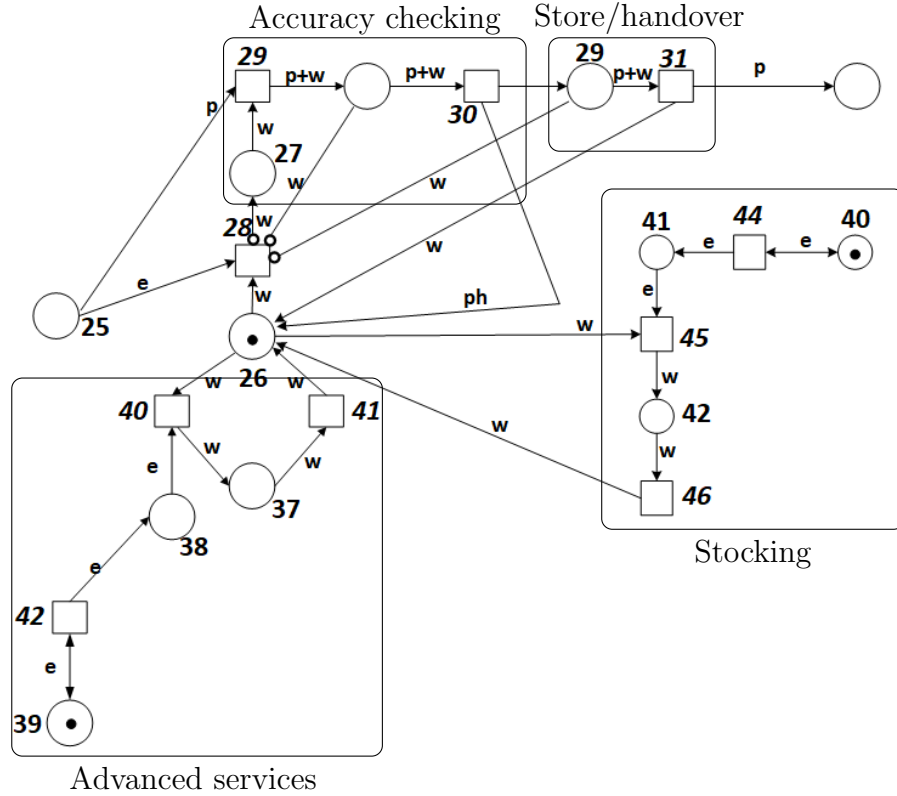 Accuracy checking
Store/handover
29
29
31
p+w
p+w
p+w
p
p
30
w
27
w
w
28
w
41
44
40
e
e
w
e
w
e
ph
25
w
45
26
w
w
w
w
40
41
42
w
w
w
w
e
37
46
38
Stocking
e
42
e
39
Advanced services